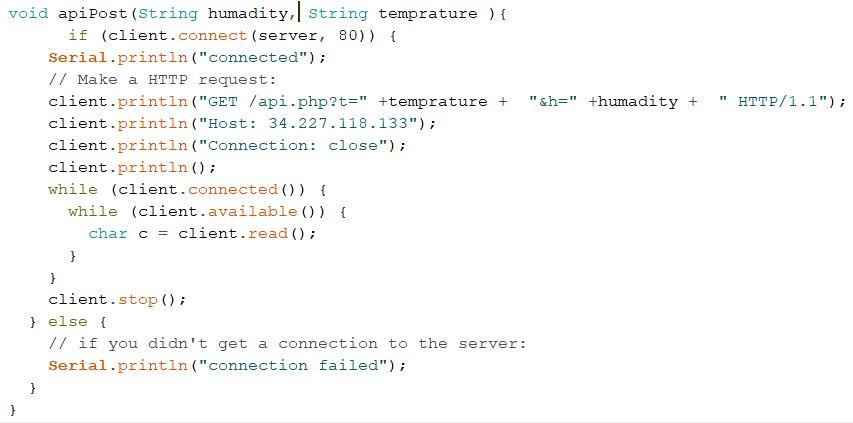 void apiPost(String humadity, String temprature ){
if (client.connect(server, 80)) {
Serial.println("connected");
// Make a HTTP request:
client.println("GET /api.php?t=" +temprature +  "&h=" +humadity +  " HTTP/1.1");
client.println("Host: 34.227.118.133");
client.println("Connection: close");
client.println();
while (client.connected()) {
while (client.available()) {
char c = client.read();
}
}
client.stop();
} else {
// if you didn't get a connection to the server:
Serial.println("connection failed");
}
}